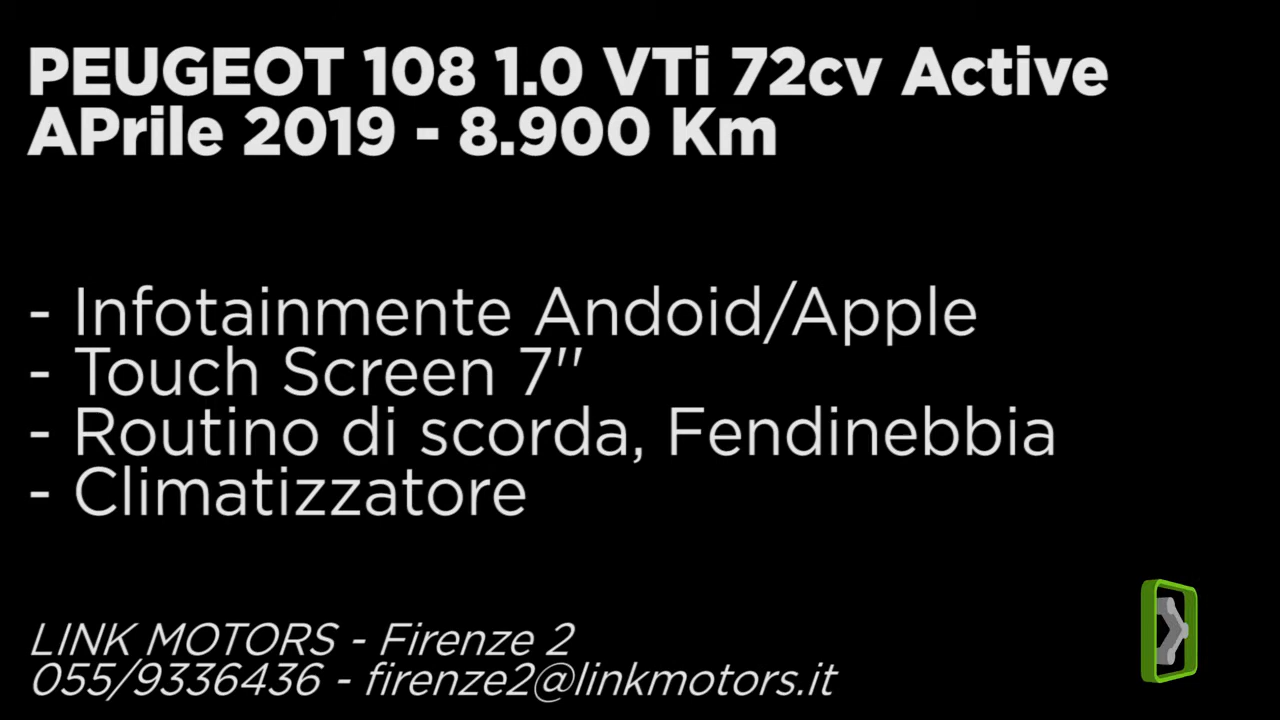 PEUGEOT 108 1.0 VTi 72cv Active
APrile 2019 - 8.900 Km
- Infotainmente Andoid/Apple
- Touch Screen 7''
- Routino di scorda, Fendinebbia
- Climatizzatore
LINK MOTORS - Firenze 2
055/9336436 - firenze2@linkmotors.it